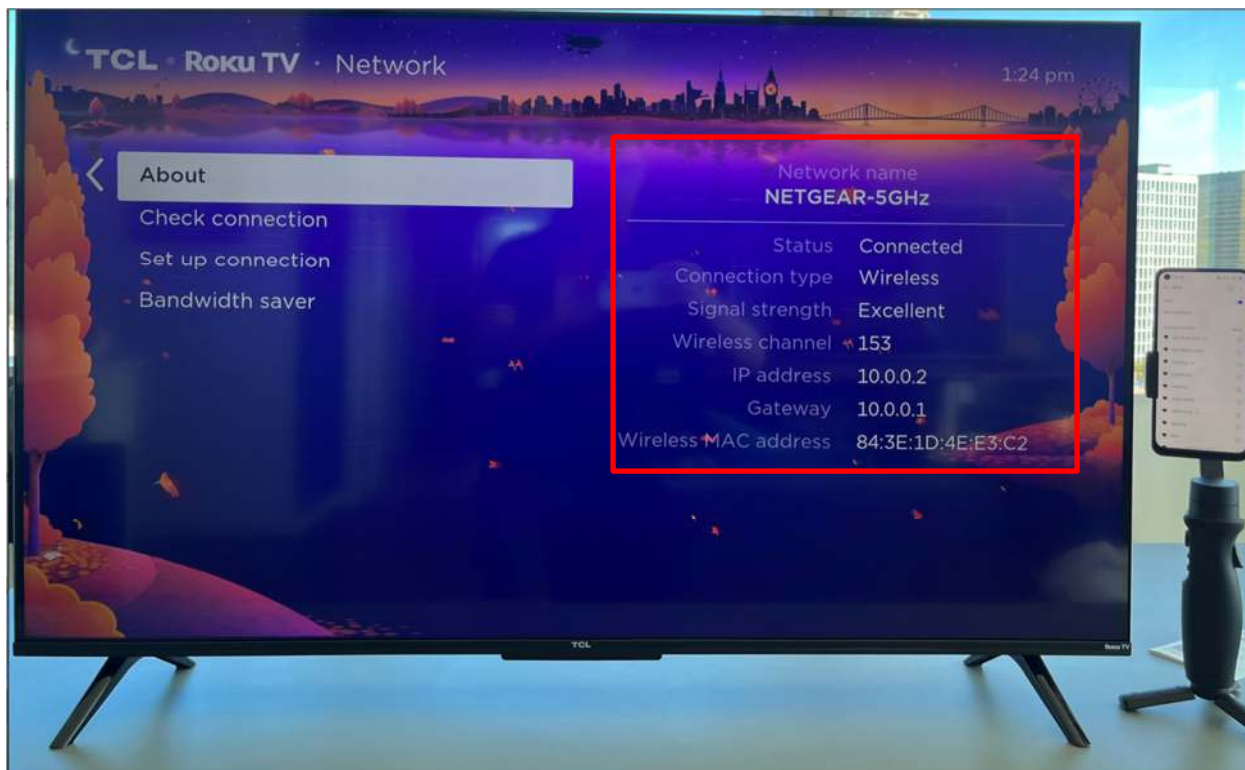 TCL · Roku TV · Network
1:24 pm
About
Check connection
Set up connection
Bandwidth saver
Network name
NETGEAR-5GHz
Status Connected
Connection type Wireless
Signal strength Excellent
Wireless channel 153
IP address 10.0.0.2
Gateway 10.0.0.1
Wireless MAC address 84:3E:1D:4E:E3:C2
TCL
Roku TV